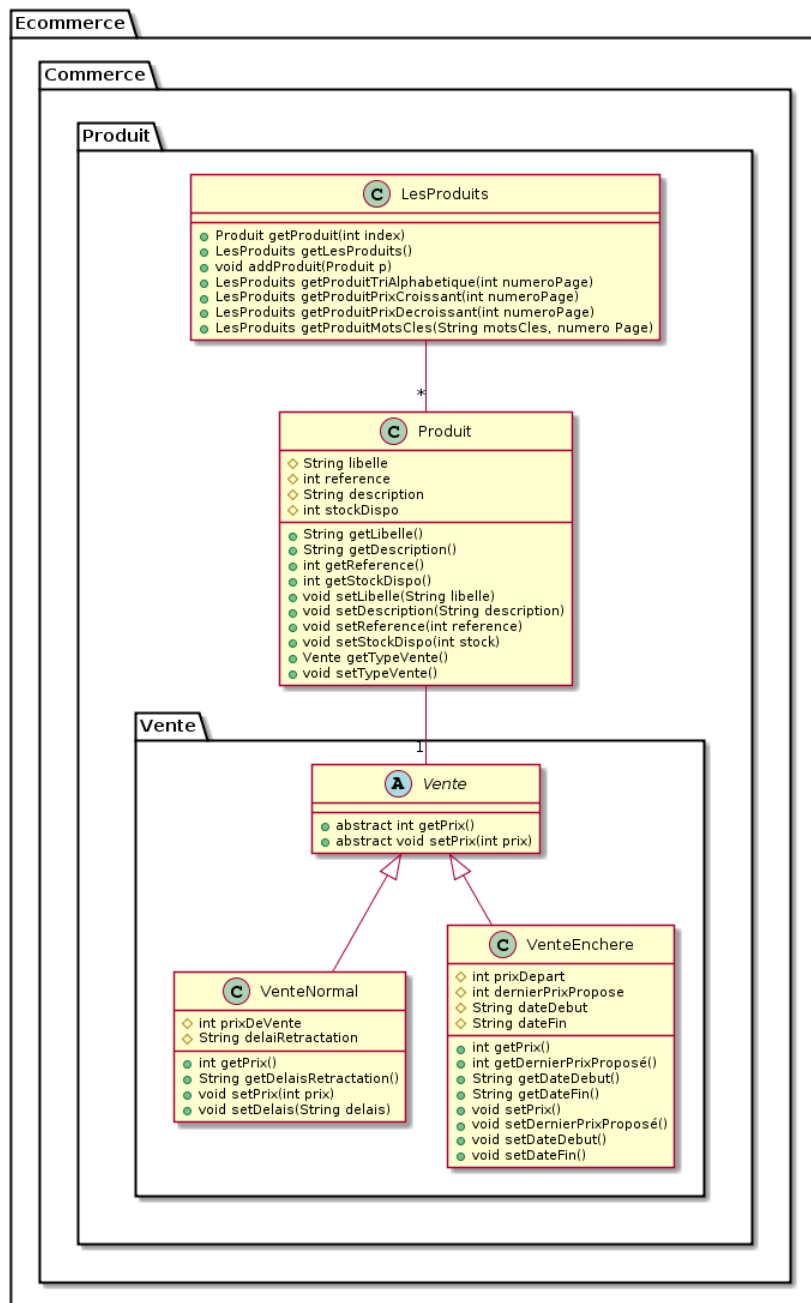 Ecommerce
Commerce
Produit
C LesProduits
Produit getProduit(int index)
LesProduits getLesProduits()
void addProduit(Produit p)
LesProduits getProduitTriAlphabetique(int numeroPage)
LesProduits getProduitPrixCroissant(int numeroPage)
LesProduits getProduitPrixDecroissant(int numeroPage)
LesProduits getProduitMotsCles(String motsCles, numero Page)
*
C Produit
String libelle
int reference
String description
int stockDispo
String getLibelle()
String getDescription()
int getReference()
int getStockDispo()
void setLibelle(String libelle)
void setDescription(String description)
void setReference(int reference)
void setStockDispo(int stock)
Vente getTypeVente()
void setTypeVente()
Vente
1
A Vente
abstract int getPrix()
abstract void setPrix(int prix)
C VenteNormal
int prixDeVente
String delaiRetractation
int getPrix()
String getDelaisRetractation()
void setPrix(int prix)
void setDelais(String delais)
C VenteEnchere
int prixDepart
int dernierPrixPropose
String dateDebut
String dateFin
int getPrix()
int getDernierPrixProposé()
String getDateDebut()
String getDateFin()
void setPrix()
void setDernierPrixProposé()
void setDateDebut()
void setDateFin()